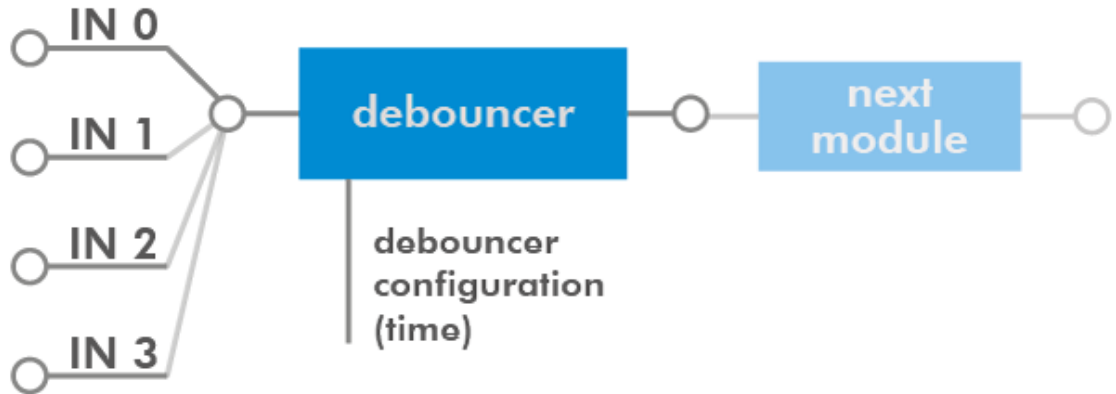 IN 0
IN 1
IN 2
IN 3
debouncer
debouncer
configuration
(time)
next
module